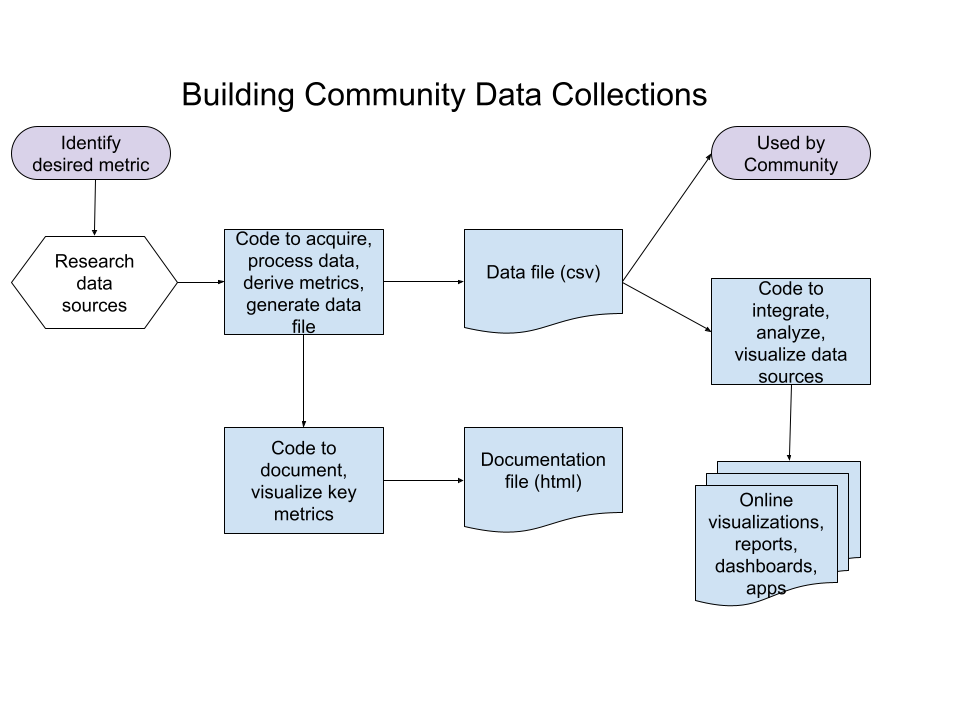 Building Community Data Collections
Identify
desired metric
Used by
Community
Research
data
sources
Code to acquire,
process data,
derive metrics,
generate data
file
Data file (csv)
Code to
integrate,
analyze,
visualize data
sources
Code to
document,
visualize key
metrics
Documentation
file (html)
Online
visualizations,
reports,
dashboards,
apps